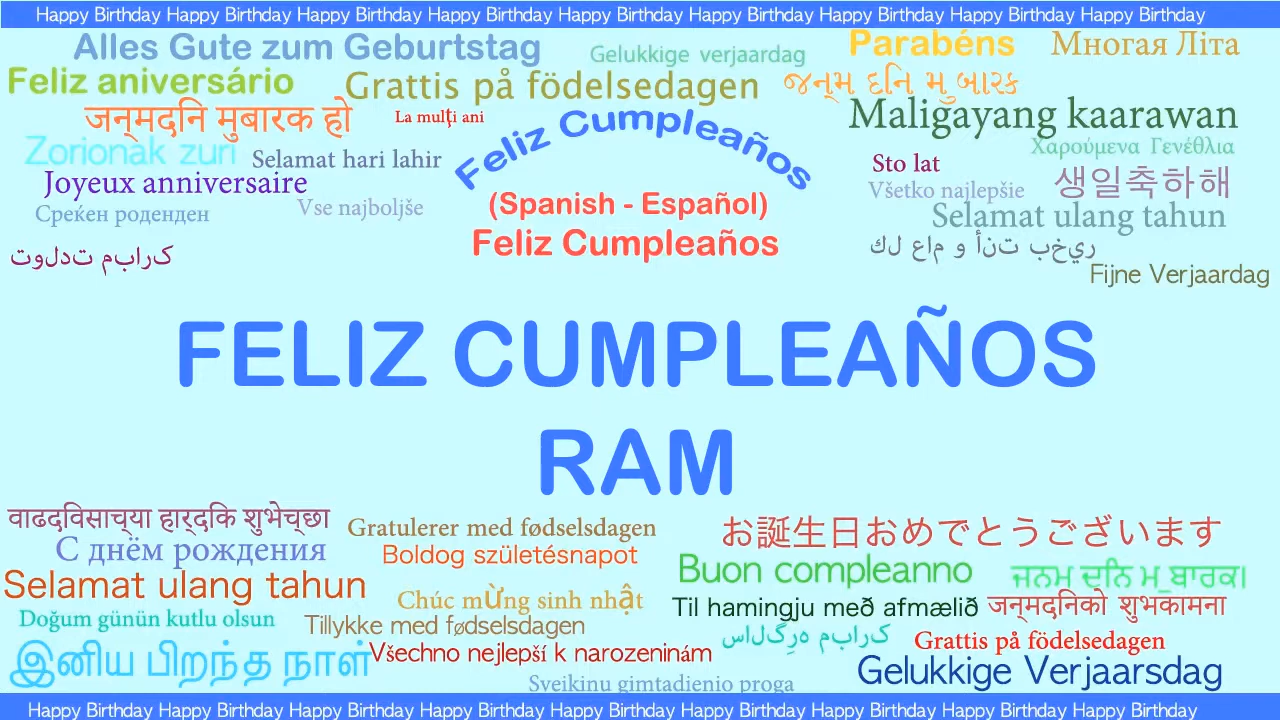 Happy Birthday Happy Birthday Happy Birthday Happy Birthday Happy Birthday Happy Birthday Happy Birthday Happy Birthday Happy Birthday
Alles Gute zum Geburtstag
Gelukkige verjaardag
Parabéns
Многая Літа
Feliz aniversário
Grattis på födelsedagen
જન્મ દિન મુબારક
जन्मदिन मुबारक हो
La mulţi ani
Feliz Cumpleaños
Maligayang kaarawan
Zorionak zuri
Selamat hari lahir
Χαρούμενα Γενέθλια
Sto lat
Joyeux anniversaire
(Spanish - Español)
Všetko najlepšie
생일축하해
Среќен роденден
Vse najboljše
Feliz Cumpleaños
Selamat ulang tahun
تولدت مبارک
كل عام و أنت بخير
Fijne Verjaardag
FELIZ CUMPLEAÑOS
RAM
वाढदिवसाच्या हार्दिक शुभेच्छा
Gratulerer med fødselsdagen
お誕生日おめでとうございます
С днём рождения
Boldog születésnapot
Buon compleanno
ਜਨਮ ਦਿਨ ਮੁਬਾਰਕ।
Selamat ulang tahun
Chúc mừng sinh nhật
Til hamingju með afmælið
जन्मदिनको शुभकामना
Doğum günün kutlu olsun
Tillykke med fødselsdagen
سالگرہ مبارک
Grattis på födelsedagen
இனிய பிறந்த நாள்
Všechno nejlepší k narozeninám
Gelukkige Verjaarsdag
Sveikinu gimtadienio proga
Happy Birthday Happy Birthday Happy Birthday Happy Birthday Happy Birthday Happy Birthday Happy Birthday Happy Birthday Happy Birthday